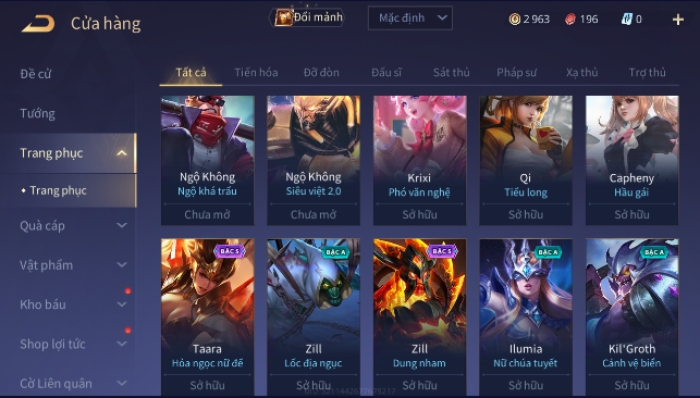 Cửa hàng
Đổi mảnh
Mặc định
2 963
196
0
Đề cử
Tướng
Trang phục
Trang phục
Quà cáp
Vật phẩm
Kho báu
Shop lợi tức
Cờ Liên quân
Tất cả
Tiến hóa
Đỡ đòn
Đấu sĩ
Sát thủ
Pháp sư
Xạ thủ
Trợ thủ
Ngộ Không
Ngộ khá trấu
Chưa mở
Ngộ Không
Siêu việt 2.0
Chưa mở
Krixi
Phó văn nghệ
Sở hữu
Qi
Tiểu long
Sở hữu
Capheny
Hầu gái
Sở hữu
BẬC S
Taara
Hỏa ngọc nữ đế
Sở hữu
BẬC A
Zill
Lốc địa ngục
Sở hữu
BẬC S
Zill
Dung nham
Sở hữu
BẬC A
Ilumia
Nữ chúa tuyết
Sở hữu
BẬC A
Kil'Groth
Cảnh vệ biển
Sở hữu